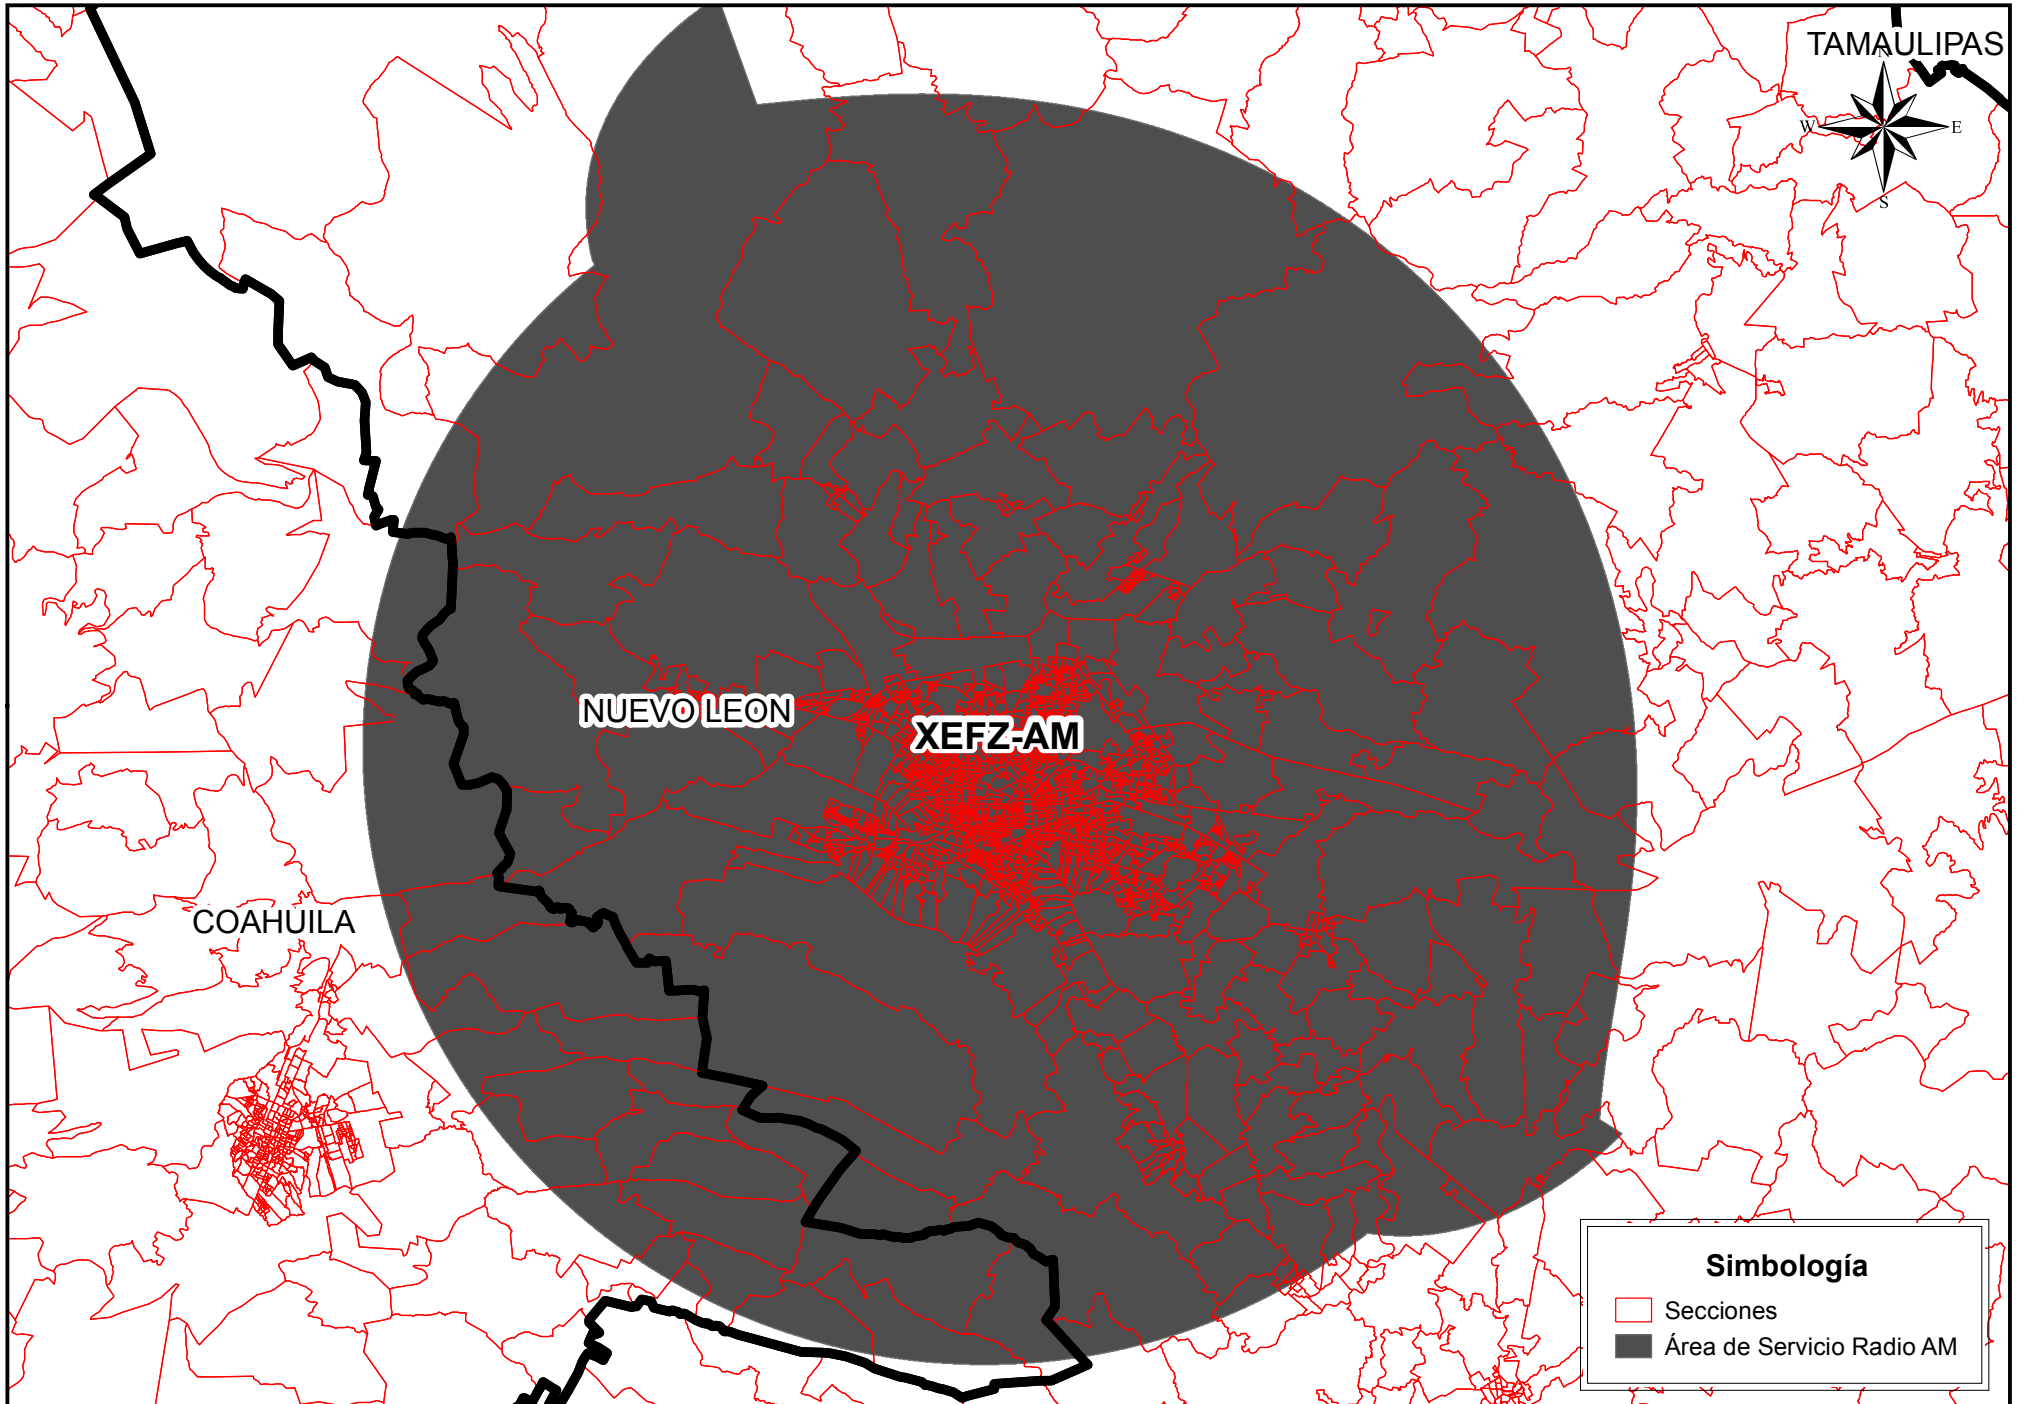 TAMAULIPAS
N
W
E
S
NUEVO LEON
XEFZ-AM
COAHUILA
Simbología
Secciones
Área de Servicio Radio AM